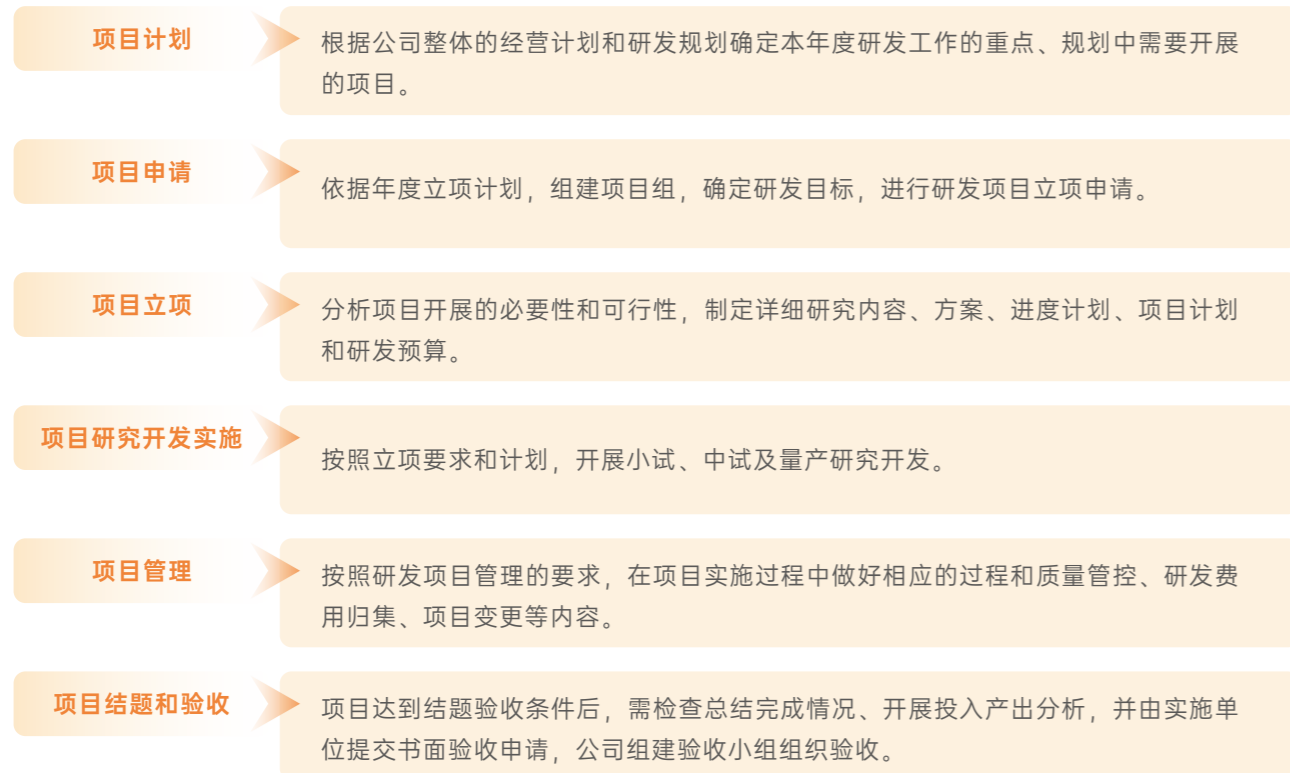 项目计划
根据公司整体的经营计划和研发规划确定本年度研发工作的重点、规划中需要开展
的项目。
项目申请
依据年度立项计划，组建项目组，确定研发目标，进行研发项目立项申请。
项目立项
分析项目开展的必要性和可行性，制定详细研究内容、方案、进度计划、项目计划
和研发预算。
项目研究开发实施
按照立项要求和计划，开展小试、中试及量产研究开发。
项目管理
按照研发项目管理的要求，在项目实施过程中做好相应的过程和质量管控、研发费
用归集、项目变更等内容。
项目结题和验收
项目达到结题验收条件后，需检查总结完成情况、开展投入产出分析，并由实施单
位提交书面验收申请，公司组建验收小组组织验收。